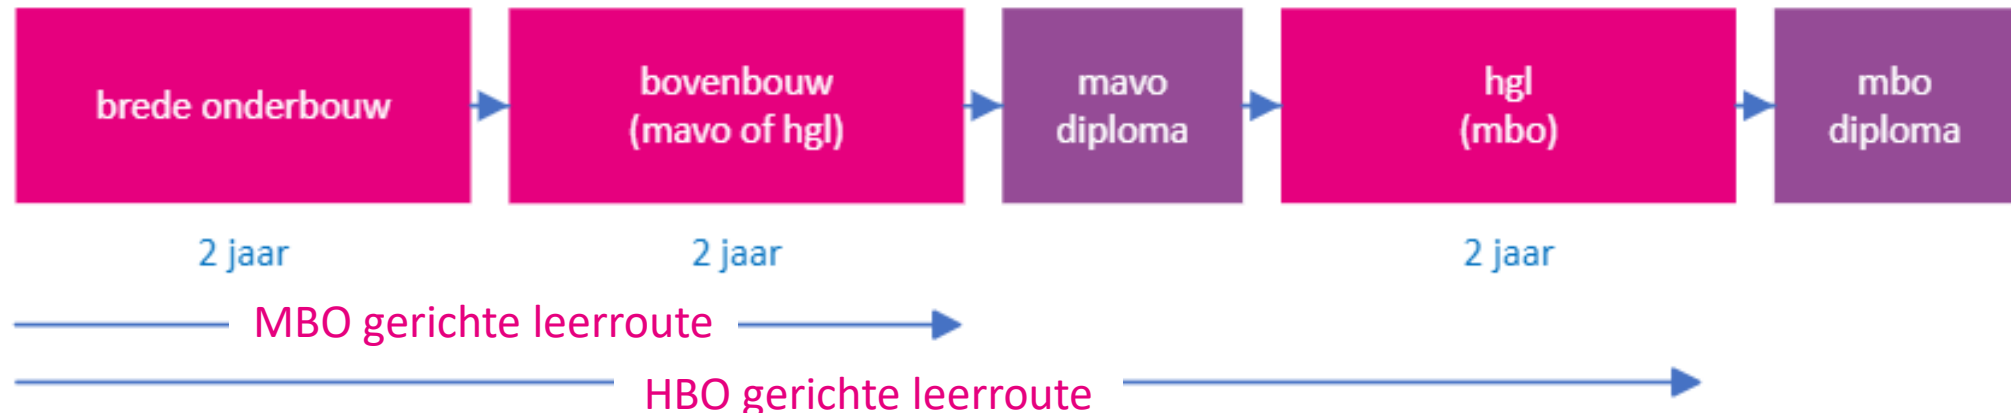 brede onderbouw
bovenbouw
(mavo of hgl)
mavo
diploma
hgl
(mbo)
mbo
diploma
2 jaar
2 jaar
2 jaar
MBO gerichte leerroute
HBO gerichte leerroute